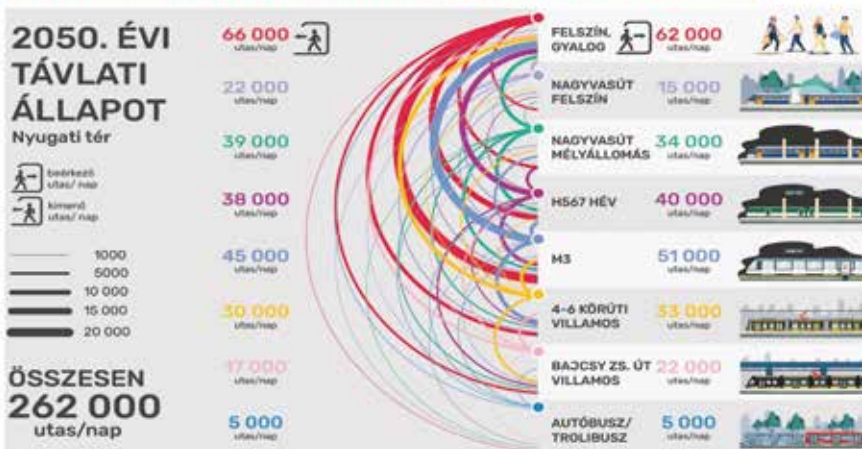 2050. ÉVI
TÁVLATI
ÁLLAPOT
Nyugati tér
beérkező
utas/ nap
kimenő
utas/ nap
1000
5000
10 000
15 000
20 000
ÖSSZESEN
262 000
utas/nap
66 000
utas/nap
22 000
utas/nap
39 000
utas/nap
38 000
utas/nap
45 000
utas/nap
30 000
utas/nap
17 000
utas/nap
5 000
utas/nap
FELSZÍN,
GYALOG
62 000
utas/nap
NAGYVASÚT
FELSZÍN
15 000
utas/nap
NAGYVASÚT
MÉLYÁLLOMÁS
34 000
utas/nap
H567 HÉV
40 000
utas/nap
M3
51 000
utas/nap
4-6 KÖRÚTI
VILLAMOS
33 000
utas/nap
BAJCSY ZS. ÚT
VILLAMOS
22 000
utas/nap
AUTÓBUSZ/
TROLIBUSZ
5 000
utas/nap